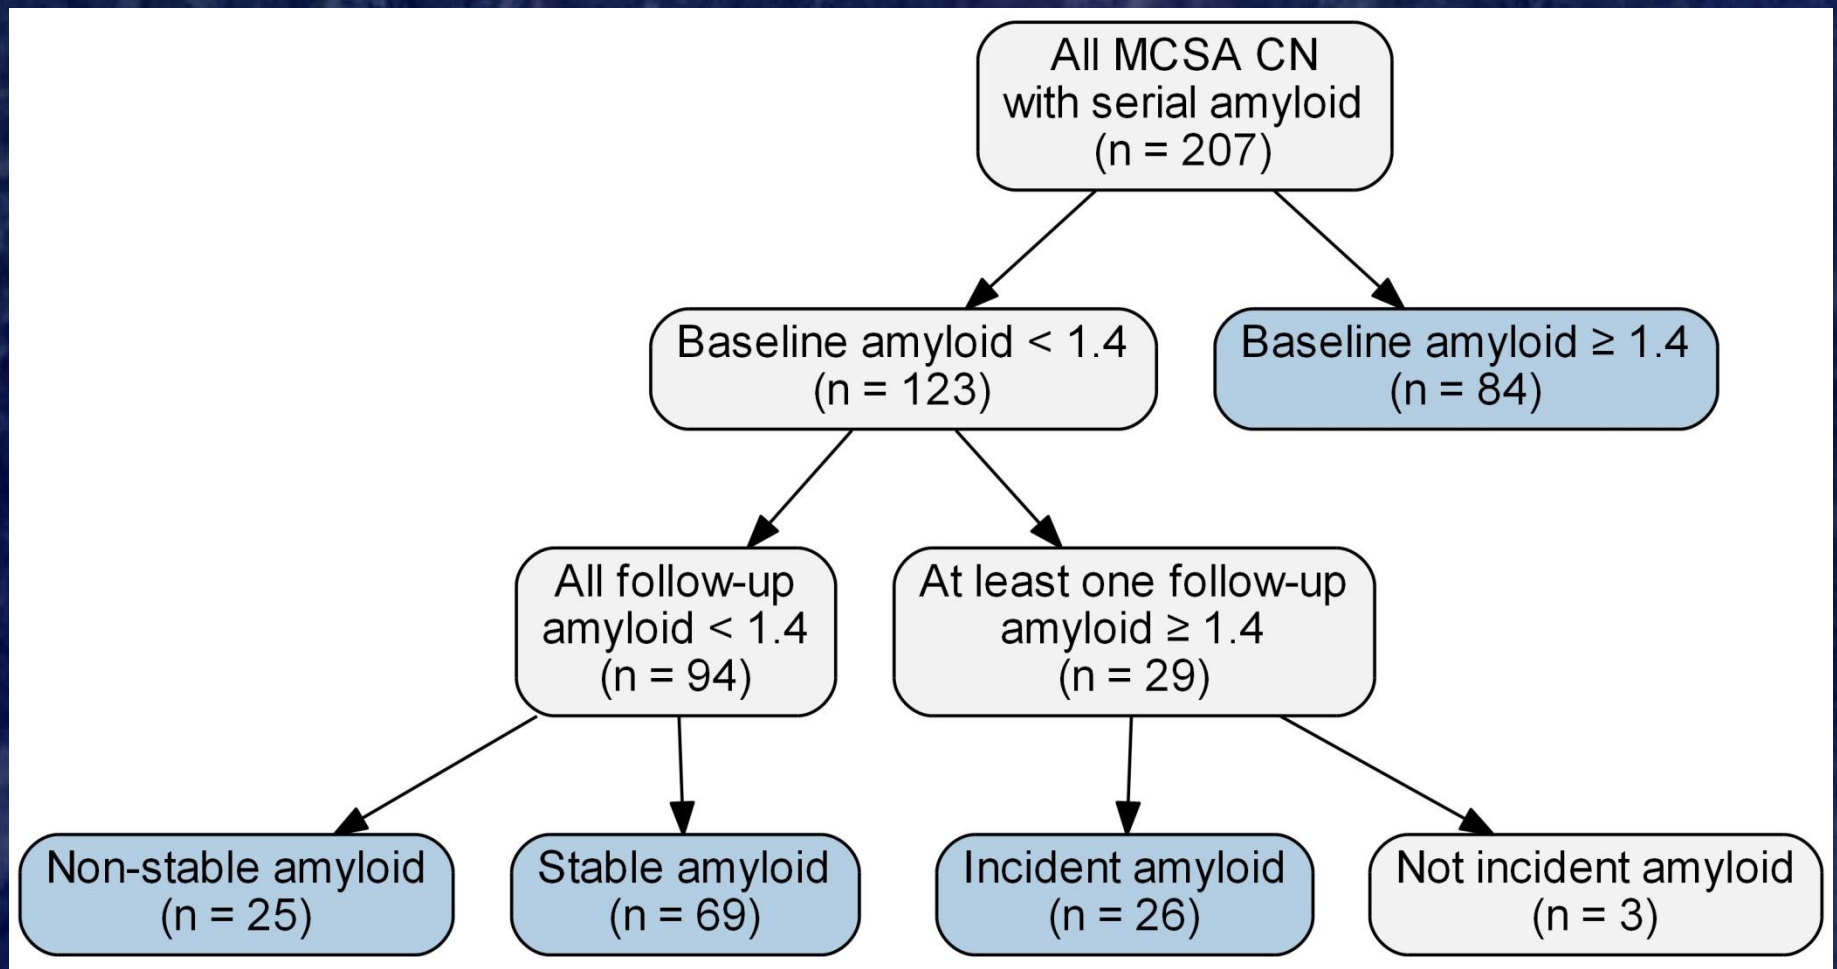 All MCSA CN
with serial amyloid
(n = 207)
Baseline amyloid < 1.4
(n = 123)
Baseline amyloid ≥ 1.4
(n = 84)
All follow-up
amyloid < 1.4
(n = 94)
At least one follow-up
amyloid ≥ 1.4
(n = 29)
Non-stable amyloid
(n = 25)
Stable amyloid
(n = 69)
Incident amyloid
(n = 26)
Not incident amyloid
(n = 3)